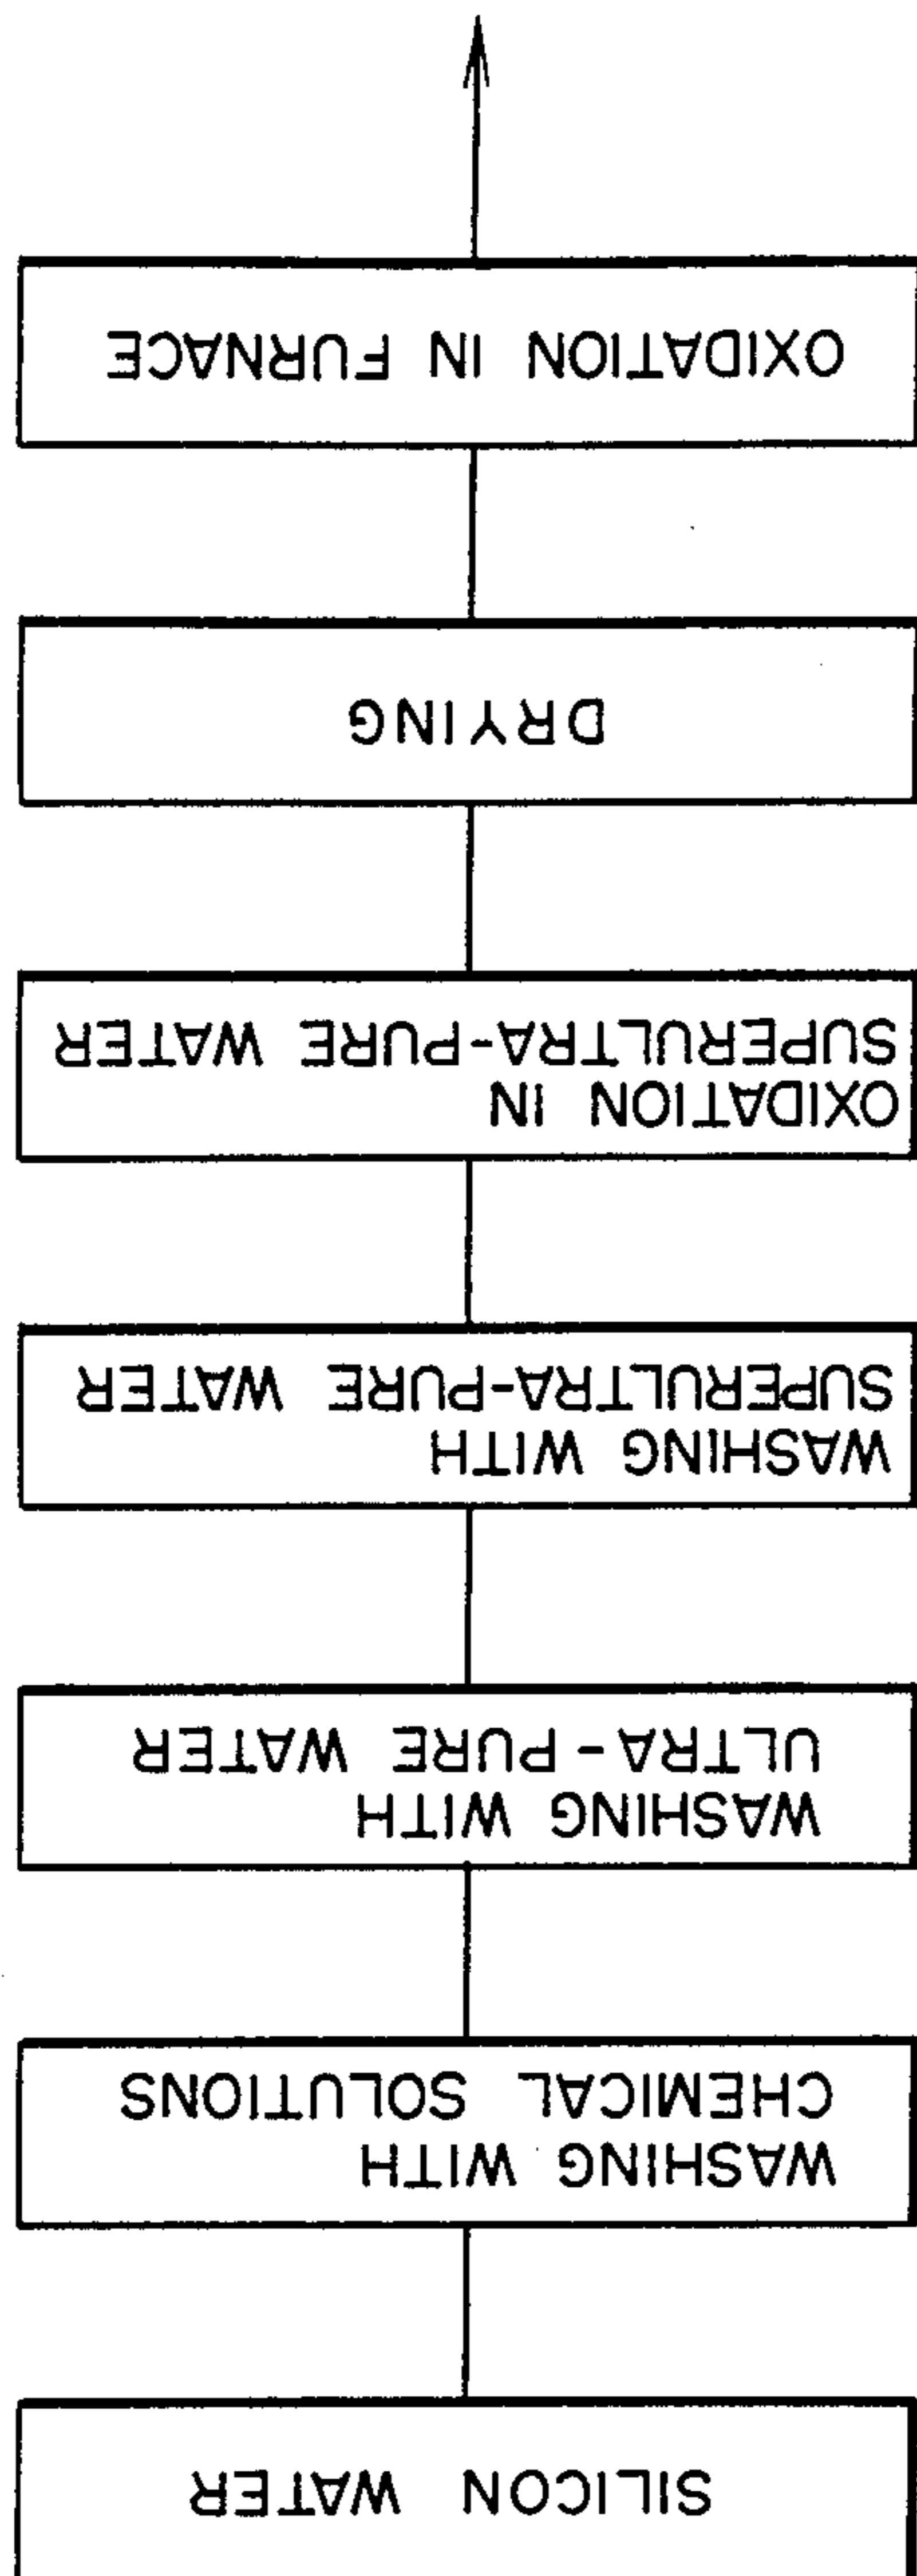 SILICON WATER
WASHING WITH
CHEMICAL SOLUTIONS
WASHING WITH
ULTRA-PURE WATER
WASHING WITH
SUPERULTRA-PURE WATER
OXIDATION IN
SUPERULTRA-PURE WATER
DRYING
OXIDATION IN FURNACE